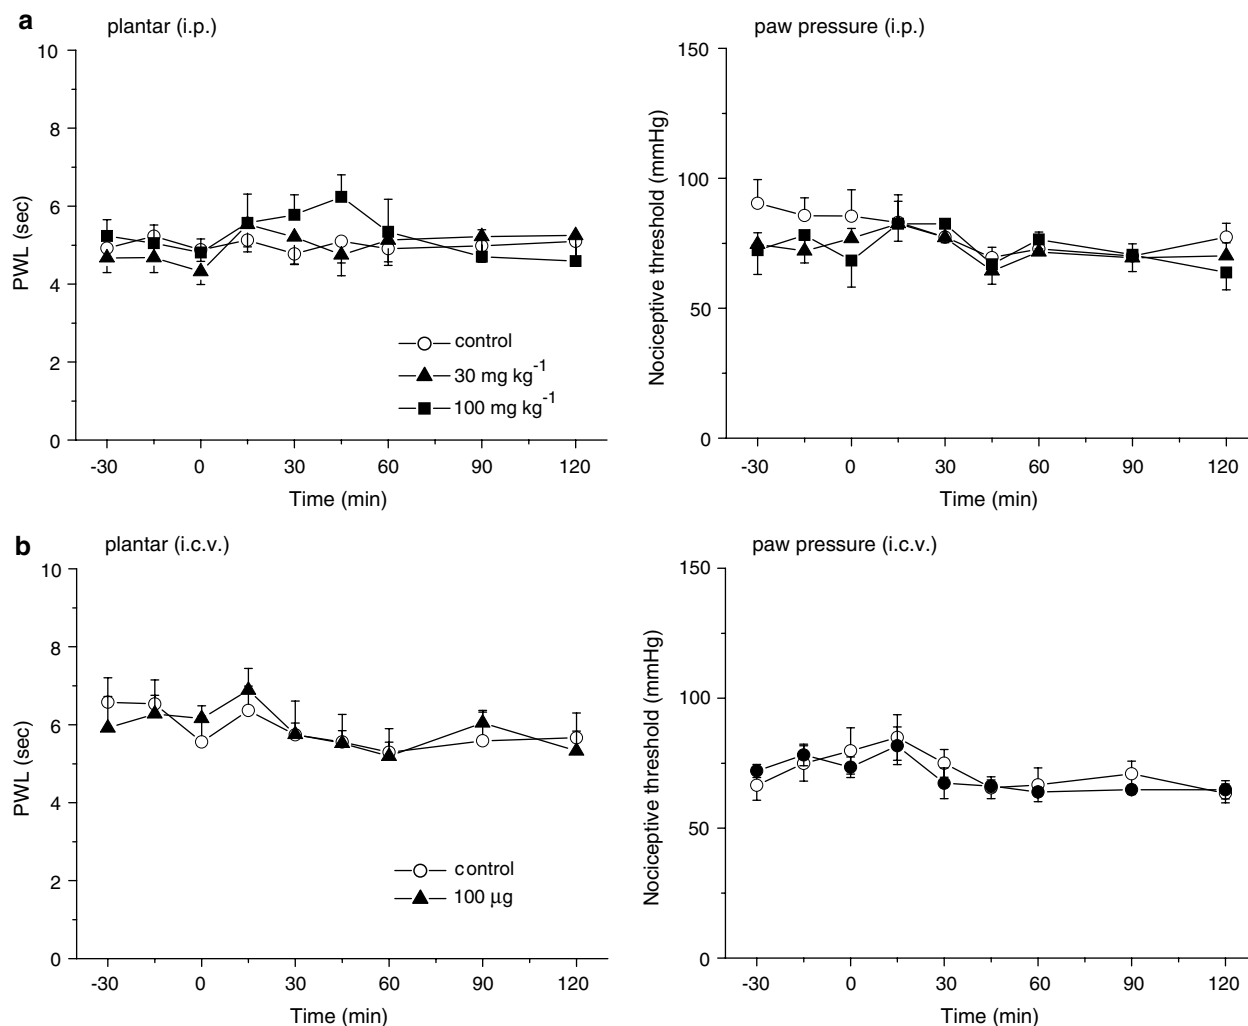 a
plantar (i.p.)
10
8
6
4
2
0
PWL (sec)
control
30 mg kg⁻¹
100 mg kg⁻¹
-30 0 30 60 90 120
Time (min)
paw pressure (i.p.)
150
100
50
0
Nociceptive threshold (mmHg)
-30 0 30 60 90 120
Time (min)
b
plantar (i.c.v.)
10
8
6
4
2
0
PWL (sec)
control
100 μg
-30 0 30 60 90 120
Time (min)
paw pressure (i.c.v.)
150
100
50
0
Nociceptive threshold (mmHg)
-30 0 30 60 90 120
Time (min)